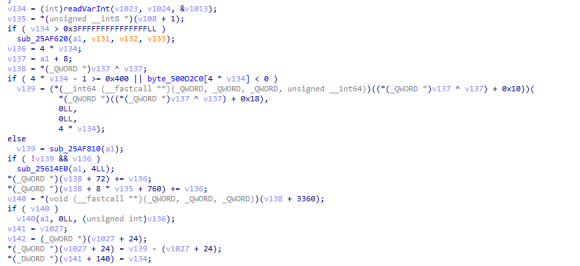 v134 = (int)readVarInt(v1023, v1024, &v1013);
v135 = *(unsigned __int8 *)(v108 + 1);
if ( v134 > 0x3FFFFFFFFFFFFFFFLL )
sub_25AF620(a1, v131, v132, v133);
v136 = 4 * v134;
v137 = a1 + 8;
v138 = *(_QWORD *)v137 ^ v137;
if ( 4 * v134 - 1 >= 0x400 || byte_500D2C0[4 * v134] < 0 )
v139 = (*(__int64 (__fastcall **)(_QWORD, _QWORD, _QWORD, unsigned __int64))((*(_QWORD *)v137 ^ v137) + 0x10))(
*(_QWORD *)((*(_QWORD *)v137 ^ v137) + 0x18),
0LL,
0LL,
4 * v134);
else
v139 = sub_25AF810(a1);
if ( !v139 && v136 )
sub_25614E0(a1, 4LL);
*(_QWORD *)(v138 + 72) += v136;
*(_QWORD *)(v138 + 8 * v135 + 760) += v136;
v140 = *(void (__fastcall **)(_QWORD, _QWORD, _QWORD))(v138 + 3360);
if ( v140 )
v140(a1, 0LL, (unsigned int)v136);
v141 = v1027;
v142 = (_QWORD *)(v1027 + 24);
*(_QWORD *)(v1027 + 24) = v139 - (v1027 + 24);
*(_DWORD *)(v141 + 140) = v134;